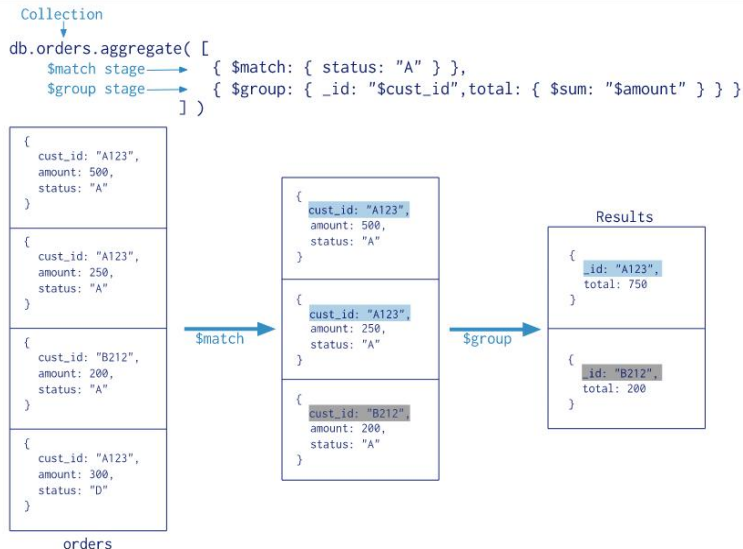 Collection
db.orders.aggregate( [
$match stage { $match: { status: "A" } },
$group stage { $group: { _id: "$cust_id",total: { $sum: "$amount" } } }
] )
{
cust_id: "A123",
amount: 500,
status: "A"
}
{
cust_id: "A123",
amount: 250,
status: "A"
}
{
cust_id: "B212",
amount: 200,
status: "A"
}
{
cust_id: "A123",
amount: 300,
status: "D"
}
orders
$match
{
cust_id: "A123",
amount: 500,
status: "A"
}
{
cust_id: "A123",
amount: 250,
status: "A"
}
{
cust_id: "B212",
amount: 200,
status: "A"
}
$group
Results
{
_id: "A123",
total: 750
}
{
_id: "B212",
total: 200
}